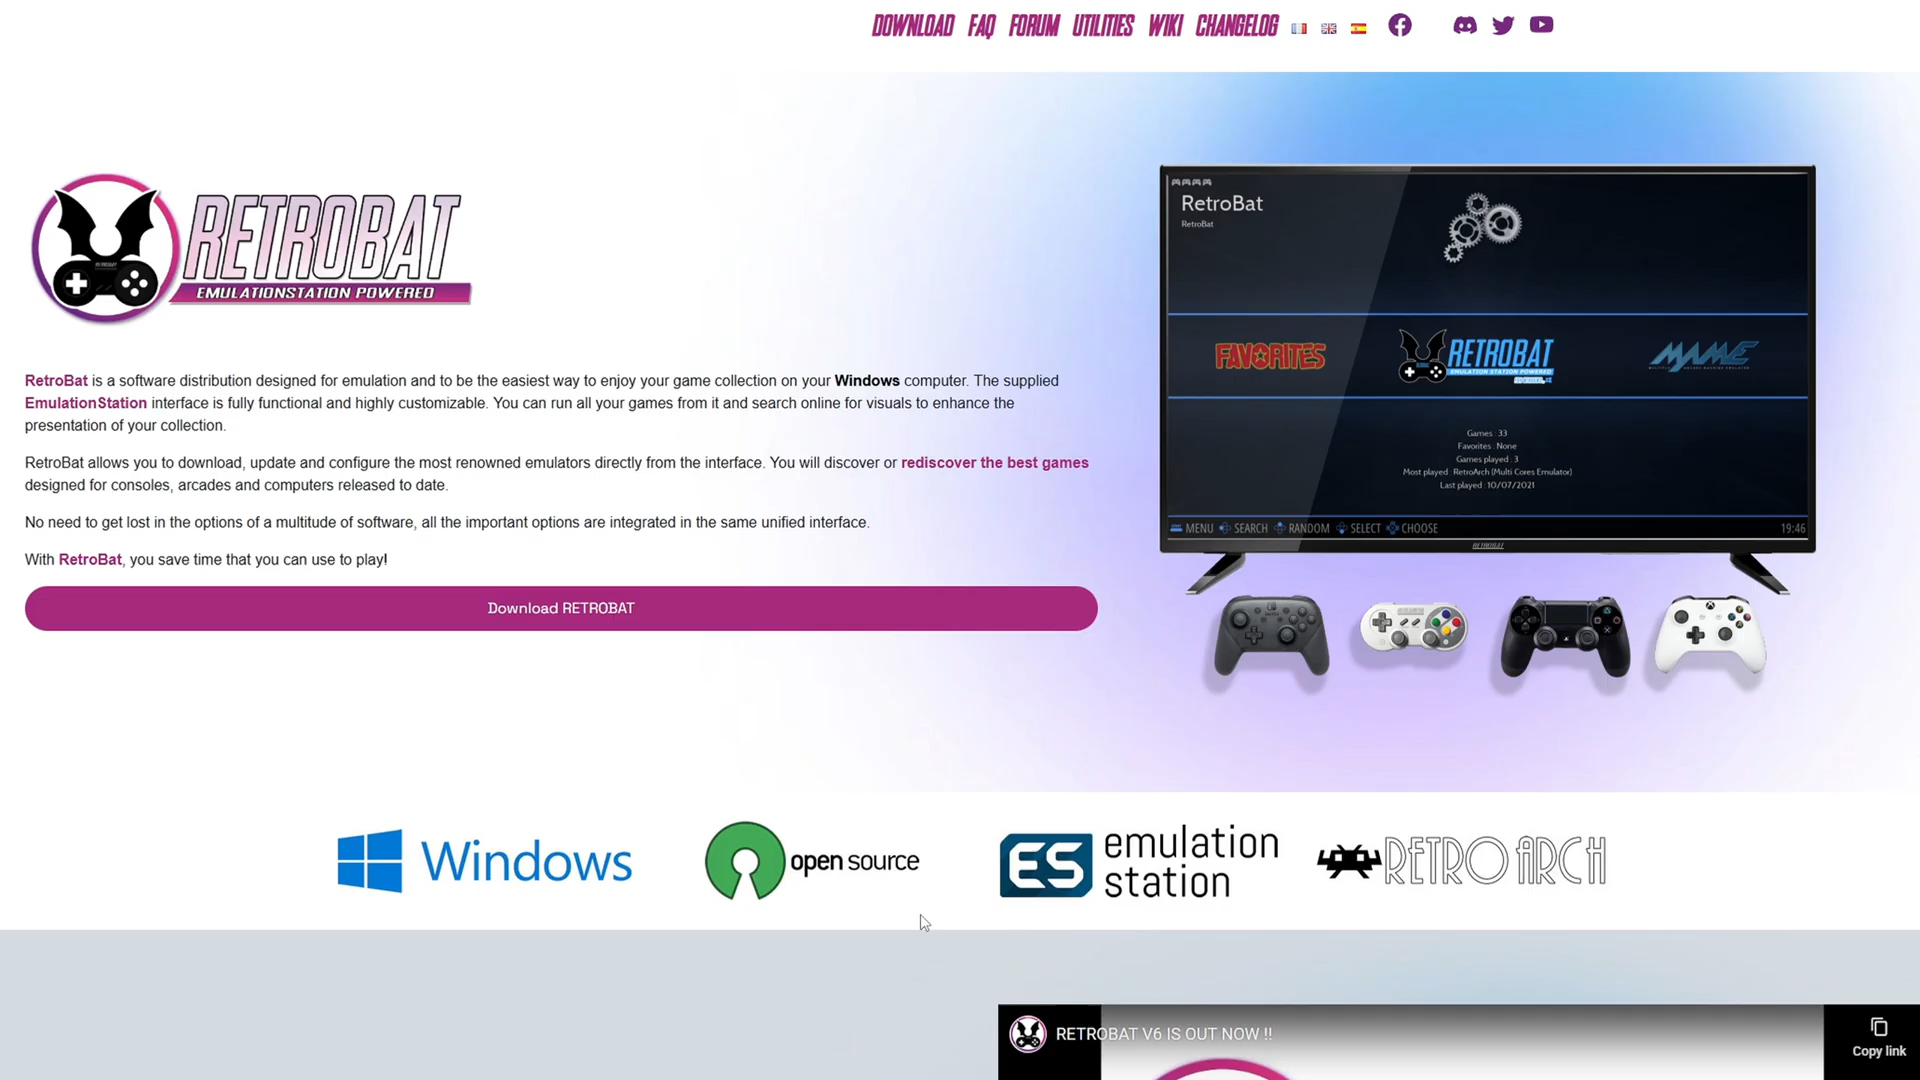 DOWNLOAD FAQ FORUM UTILITIES WIKI CHANGELOG
RETROBAT
EMULATIONSTATION POWERED
RetroBat is a software distribution designed for emulation and to be the easiest way to enjoy your game collection on your Windows computer. The supplied
EmulationStation interface is fully functional and highly customizable. You can run all your games from it and search online for visuals to enhance the
presentation of your collection.
RetroBat allows you to download, update and configure the most renowned emulators directly from the interface. You will discover or rediscover the best games
designed for consoles, arcades and computers released to date.
No need to get lost in the options of a multitude of software, all the important options are integrated in the same unified interface.
With RetroBat, you save time that you can use to play!
Download RETROBAT
RetroBat
RetroBat
FAVORITES
RETROBAT
EMULATION STATION POWERED
MAME
Games : 33
Favorites : None
Games played : 3
Most played : RetroArch (Multi Cores Emulator)
Last played : 10/07/2021
MENU SEARCH RANDOM SELECT CHOOSE 19:46
RETROBAT
Windows
open source
ES emulation
station
RETROARCH
RETROBAT V6 IS OUT NOW !!
Copy link